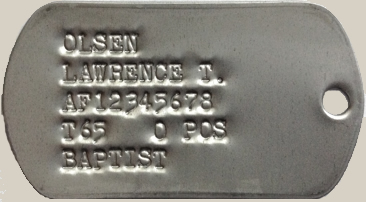 OLSEN
LAWRENCE T.
AF12345678
T65 O POS
BAPTIST